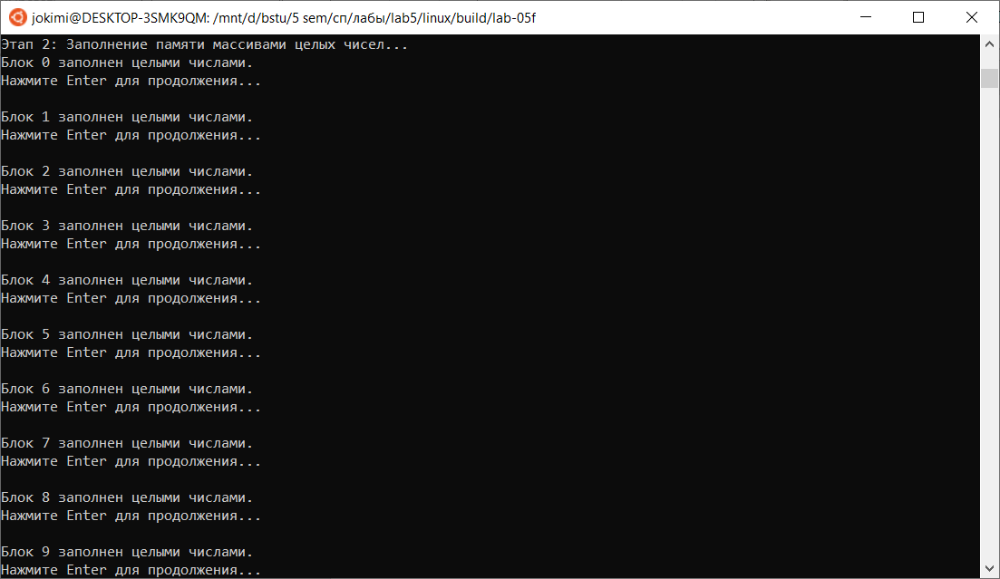 jokimi@DESKTOP-3SMK9QM: /mnt/d/bstu/5 sem/сп/лабы/lab5/linux/build/lab-05f
Этап 2: Заполнение памяти массивами целых чисел...
Блок 0 заполнен целыми числами.
Нажмите Enter для продолжения...
Блок 1 заполнен целыми числами.
Нажмите Enter для продолжения...
Блок 2 заполнен целыми числами.
Нажмите Enter для продолжения...
Блок 3 заполнен целыми числами.
Нажмите Enter для продолжения...
Блок 4 заполнен целыми числами.
Нажмите Enter для продолжения...
Блок 5 заполнен целыми числами.
Нажмите Enter для продолжения...
Блок 6 заполнен целыми числами.
Нажмите Enter для продолжения...
Блок 7 заполнен целыми числами.
Нажмите Enter для продолжения...
Блок 8 заполнен целыми числами.
Нажмите Enter для продолжения...
Блок 9 заполнен целыми числами.
Нажмите Enter для продолжения...